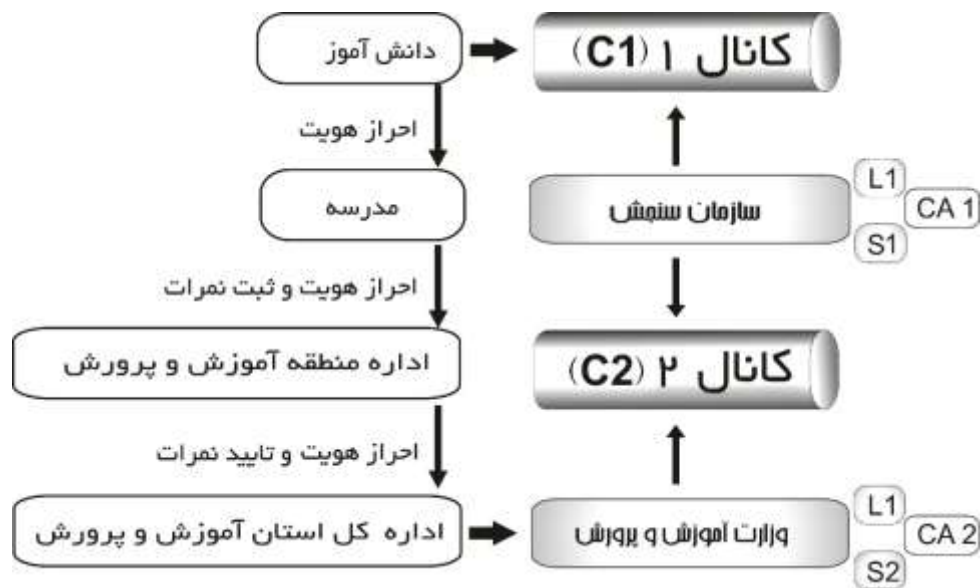 دانش آموز
کانال ۱ (C1)
احراز هویت
مدرسه
سازمان سنجش
L1
CA 1
S1
احراز هویت و ثبت نمرات
اداره منطقه آموزش و پرورش
کانال ۲ (C2)
احراز هویت و تایید نمرات
اداره کل استان آموزش و پرورش
وزارت آموزش و پرورش
L1
CA 2
S2